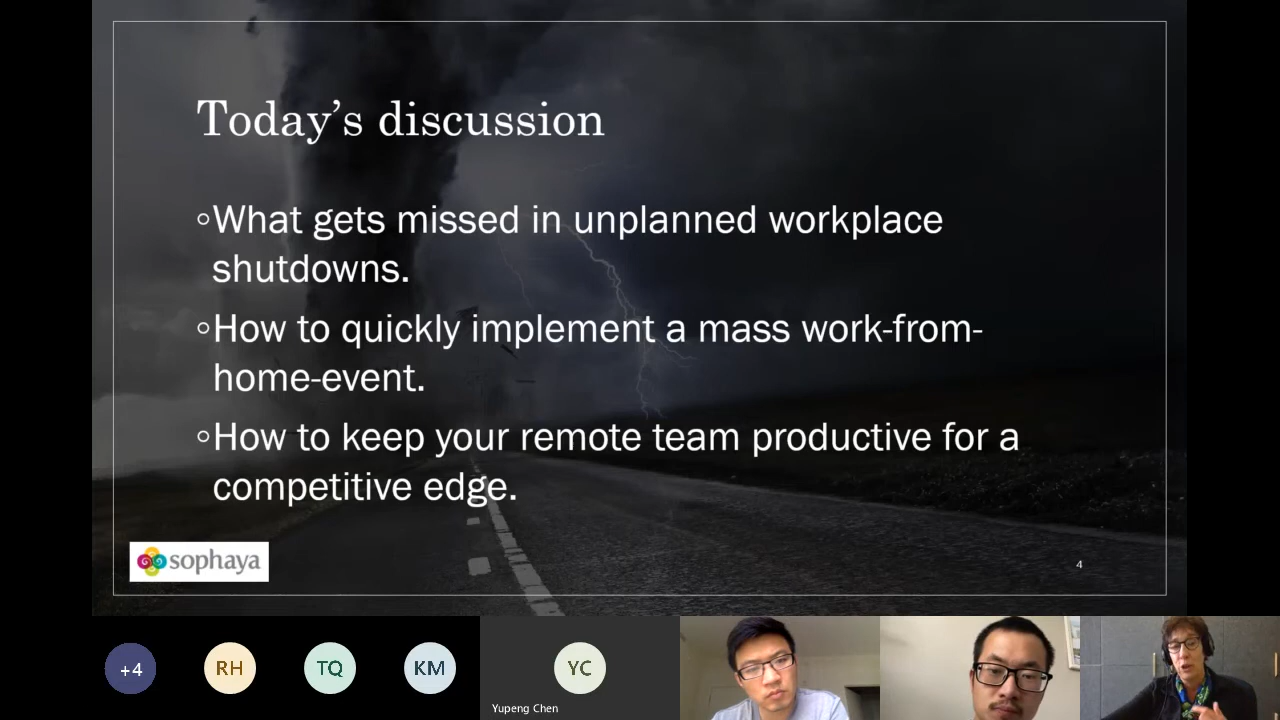 Today’s discussion
◦What gets missed in unplanned workplace
shutdowns.
◦How to quickly implement a mass work-from-
home-event.
◦How to keep your remote team productive for a
competitive edge.
sophaya
4
+4
RH
TQ
KM
YC
Yupeng Chen